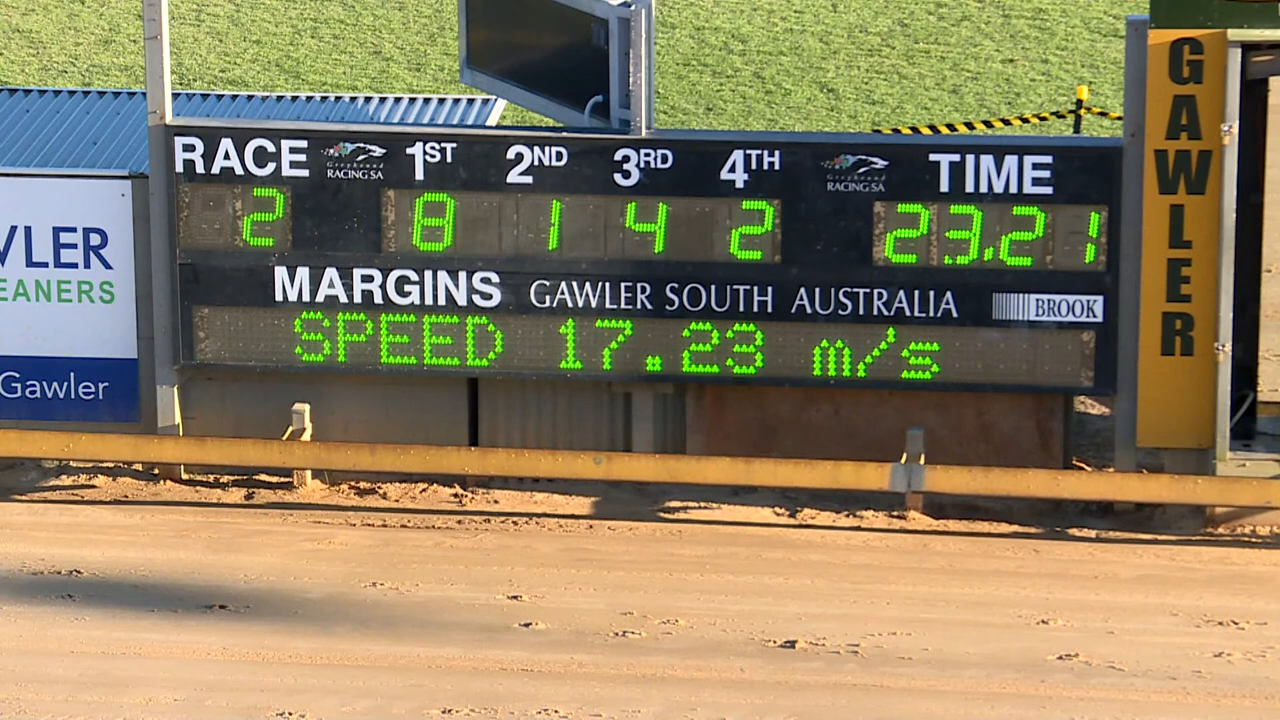 RACE Greyhound RACING SA 1ST 2ND 3RD 4TH Greyhound RACING SA TIME
2 8 1 4 2 23.21
MARGINS GAWLER SOUTH AUSTRALIA BROOK
SPEED 17.23 m/s
WLER
EANERS
Gawler
GAWLER